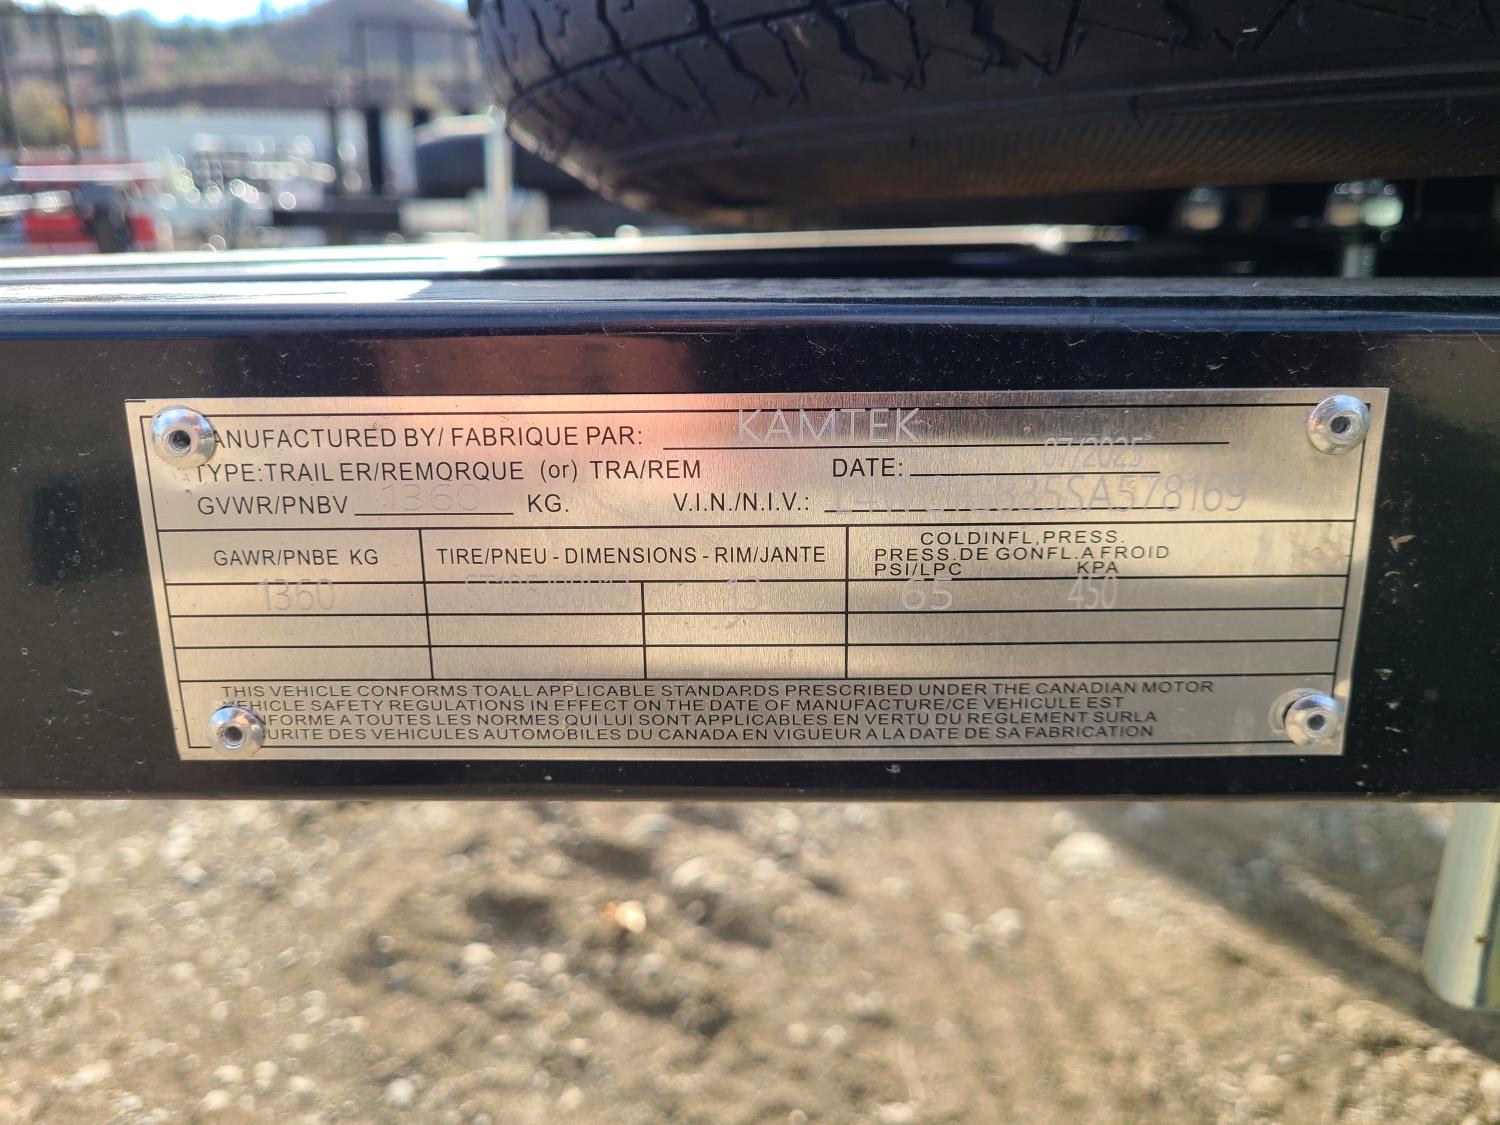 ANUFACTURED BY/ FABRIQUE PAR: KAMTEK
TYPE:TRAILER/REMORQUE (or) TRA/REM DATE: 07/2025
GVWR/PNBV 1360 KG. V.I.N./N.I.V.:
GAWR/PNBE KG TIRE/PNEU - DIMENSIONS - RIM/JANTE COLDINFL,PRESS.
PRESS.DE GONFL.A FROID
PSI/LPC KPA
1360 13 65 450
THIS VEHICLE CONFORMS TOALL APPLICABLE STANDARDS PRESCRIBED UNDER THE CANADIAN MOTOR
VEHICLE SAFETY REGULATIONS IN EFFECT ON THE DATE OF MANUFACTURE/CE VEHICULE EST
NFORME A TOUTES LES NORMES QUI LUI SONT APPLICABLES EN VERTU DU REGLEMENT SURLA
URITE DES VEHICULES AUTOMOBILES DU CANADA EN VIGUEUR A LA DATE DE SA FABRICATION